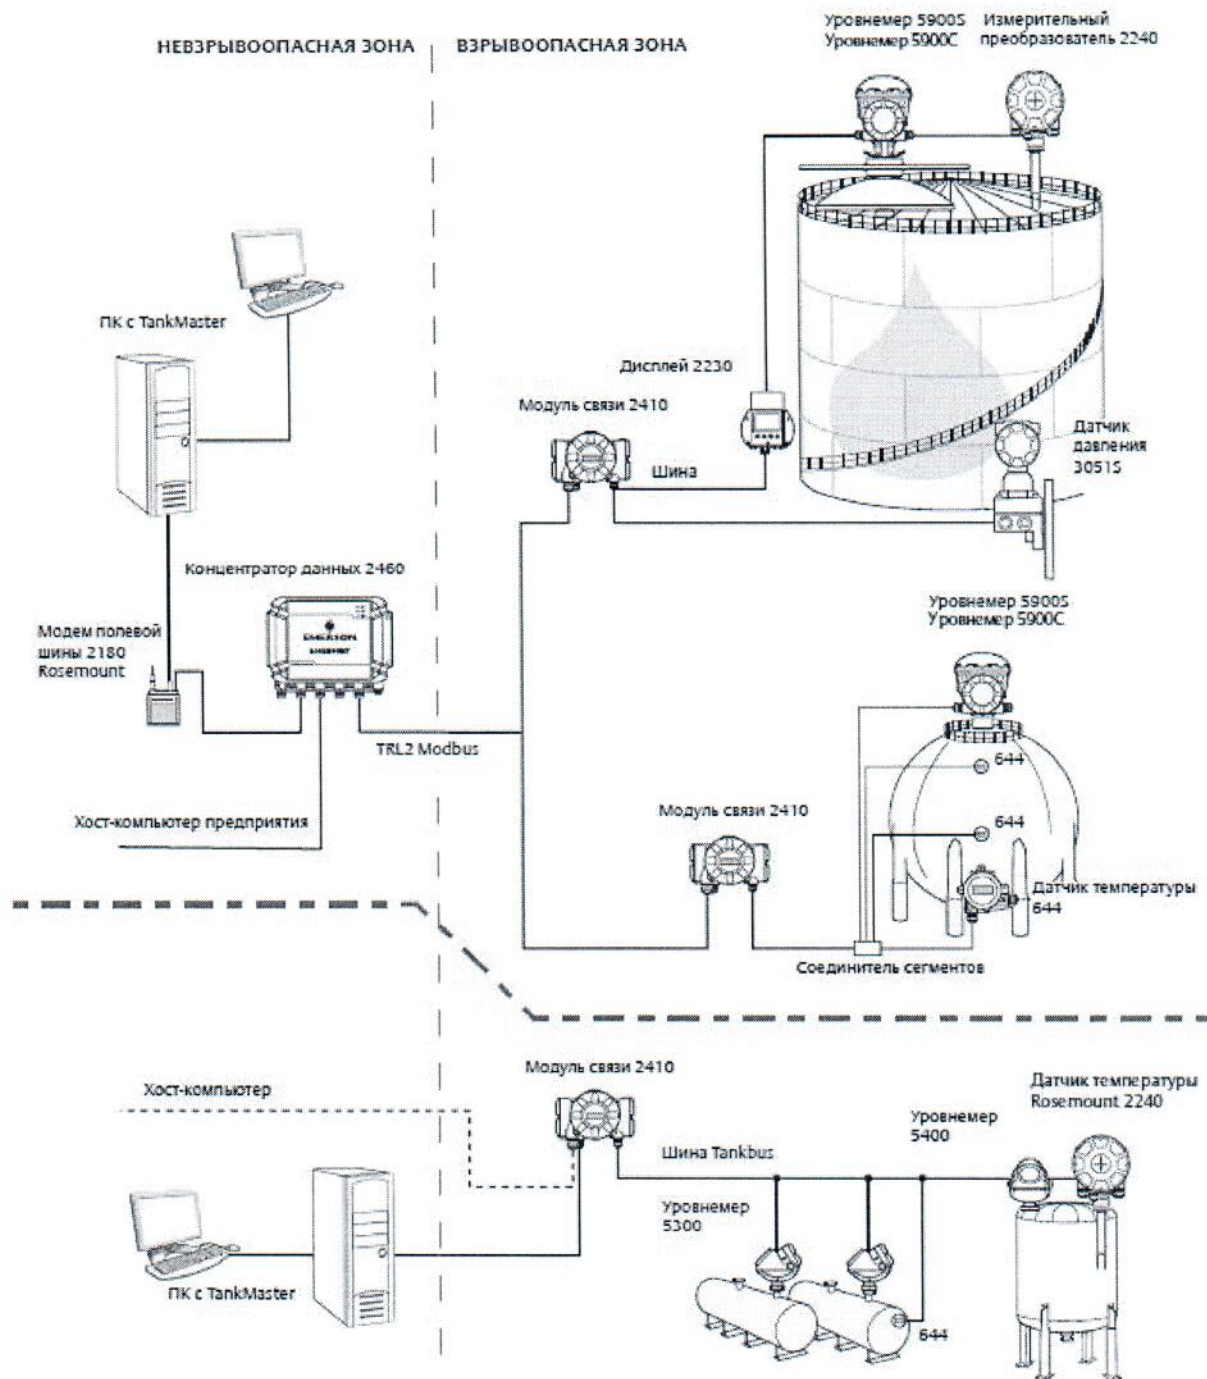 Уровнемер 5900S
Уровнемер 5900C
Измерительный
преобразователь 2240
НЕВЗРЫВООПАСНАЯ ЗОНА
ВЗРЫВООПАСНАЯ ЗОНА
ПК с TankMaster
Дисплей 2230
Модуль связи 2410
Шина
Датчик
давления
3051S
Концентратор данных 2460
EMERSON
Модем полевой
шины 2180
Rosemount
TRL2 Modbus
Хост-компьютер предприятия
Уровнемер 5900S
Уровнемер 5900C
644
644
Модуль связи 2410
Датчик температуры
644
Соединитель сегментов
Модуль связи 2410
Хост-компьютер
Датчик температуры
Rosemount 2240
Уровнемер
5400
Шина Tankbus
Уровнемер
5300
ПК с TankMaster
644